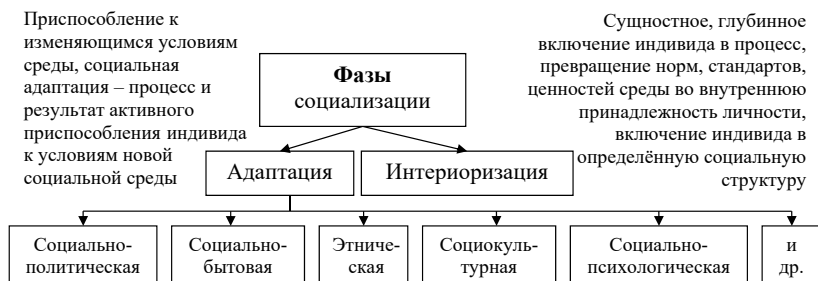 Приспособление к
изменяющимся условиям
среды, социальная
адаптация – процесс и
результат активного
приспособления индивида
к условиям новой
социальной среды
Фазы
социализации
Сущностное, глубинное
включение индивида в процесс,
превращение норм, стандартов,
ценностей среды во внутреннюю
принадлежность личности,
включение индивида в
определённую социальную
структуру
Адаптация
Интериоризация
Социально-
политическая
Социально-
бытовая
Этниче-
ская
Социокуль-
турная
Социально-
психологическая
и
др.